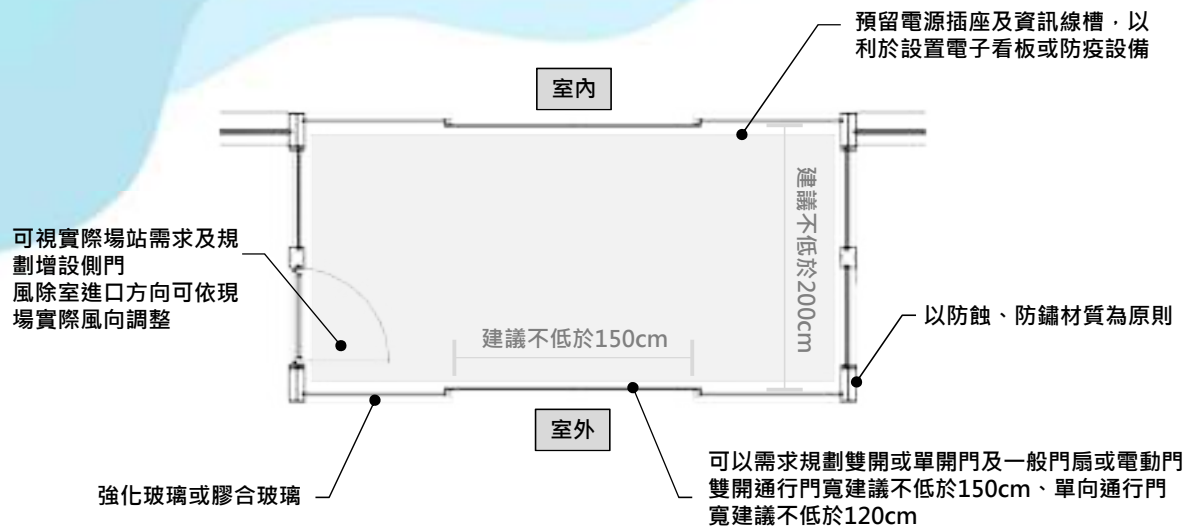 預留電源插座及資訊線槽，以
利於設置電子看板或防疫設備
室內
建議不低於200cm
可視實際場站需求及規
劃增設側門
風除室進口方向可依現
場實際風向調整
以防蝕、防鏽材質為原則
建議不低於150cm
室外
強化玻璃或膠合玻璃
可以需求規劃雙開或單開門及一般門扇或電動門
雙開通行門寬建議不低於150cm、單向通行門
寬建議不低於120cm